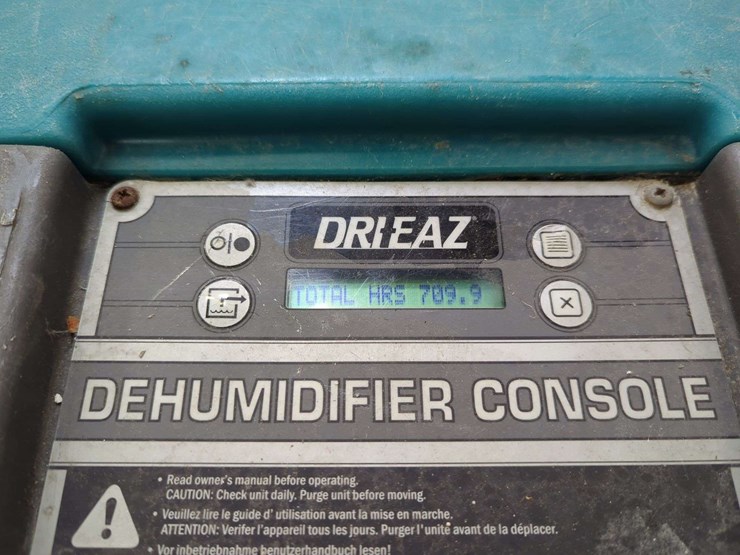 DRI-EAZ
TOTAL HRS 709.9
DEHUMIDIFIER CONSOLE
• Read owner's manual before operating.
CAUTION: Check unit daily. Purge unit before moving.
• Veuillez lire le guide d' utilisation avant la mise en marche.
ATTENTION: Verifer l'appareil tous les jours. Purger l'unité avant de la déplacer.
• Vor inbetriebnahme benutzerhandbuch lesen!